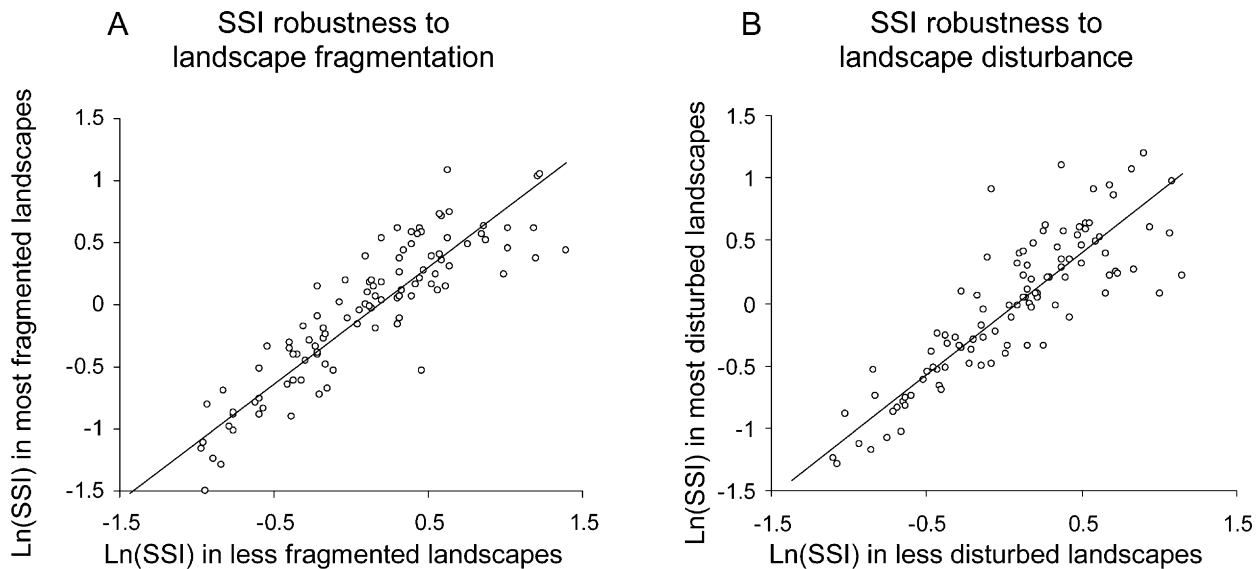 A
SSI robustness to
landscape fragmentation
Ln(SSI) in most fragmented landscapes
1.5
1
0.5
0
-0.5
-1
-1.5
-1.5
-0.5
0.5
1.5
Ln(SSI) in less fragmented landscapes
B
SSI robustness to
landscape disturbance
Ln(SSI) in most disturbed landscapes
1.5
1
0.5
0
-0.5
-1
-1.5
-1.5
-0.5
0.5
1.5
Ln(SSI) in less disturbed landscapes